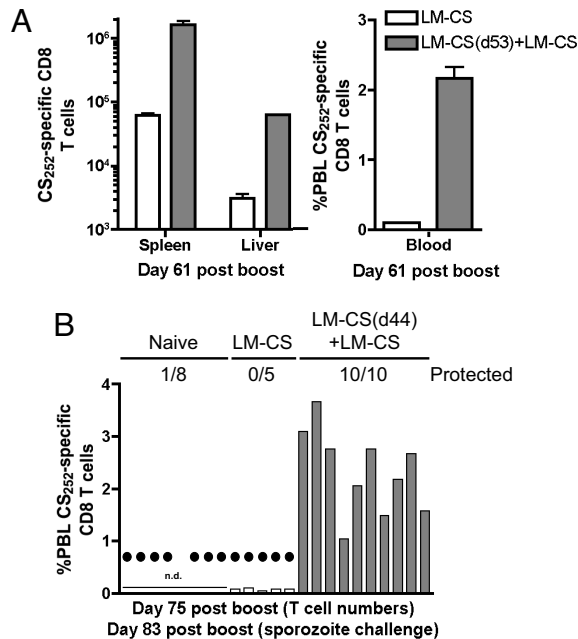 A
CS252-specific CD8
T cells
10^6
10^5
10^4
10^3
Spleen Liver
Day 61 post boost
%PBL CS252-specific
CD8 T cells
3
2
1
0
LM-CS
LM-CS(d53)+LM-CS
Blood
Day 61 post boost
B
Naive LM-CS LM-CS(d44)
+LM-CS
1/8 0/5 10/10 Protected
%PBL CS252-specific
CD8 T cells
4
3
2
1
0
n.d.
Day 75 post boost (T cell numbers)
Day 83 post boost (sporozoite challenge)